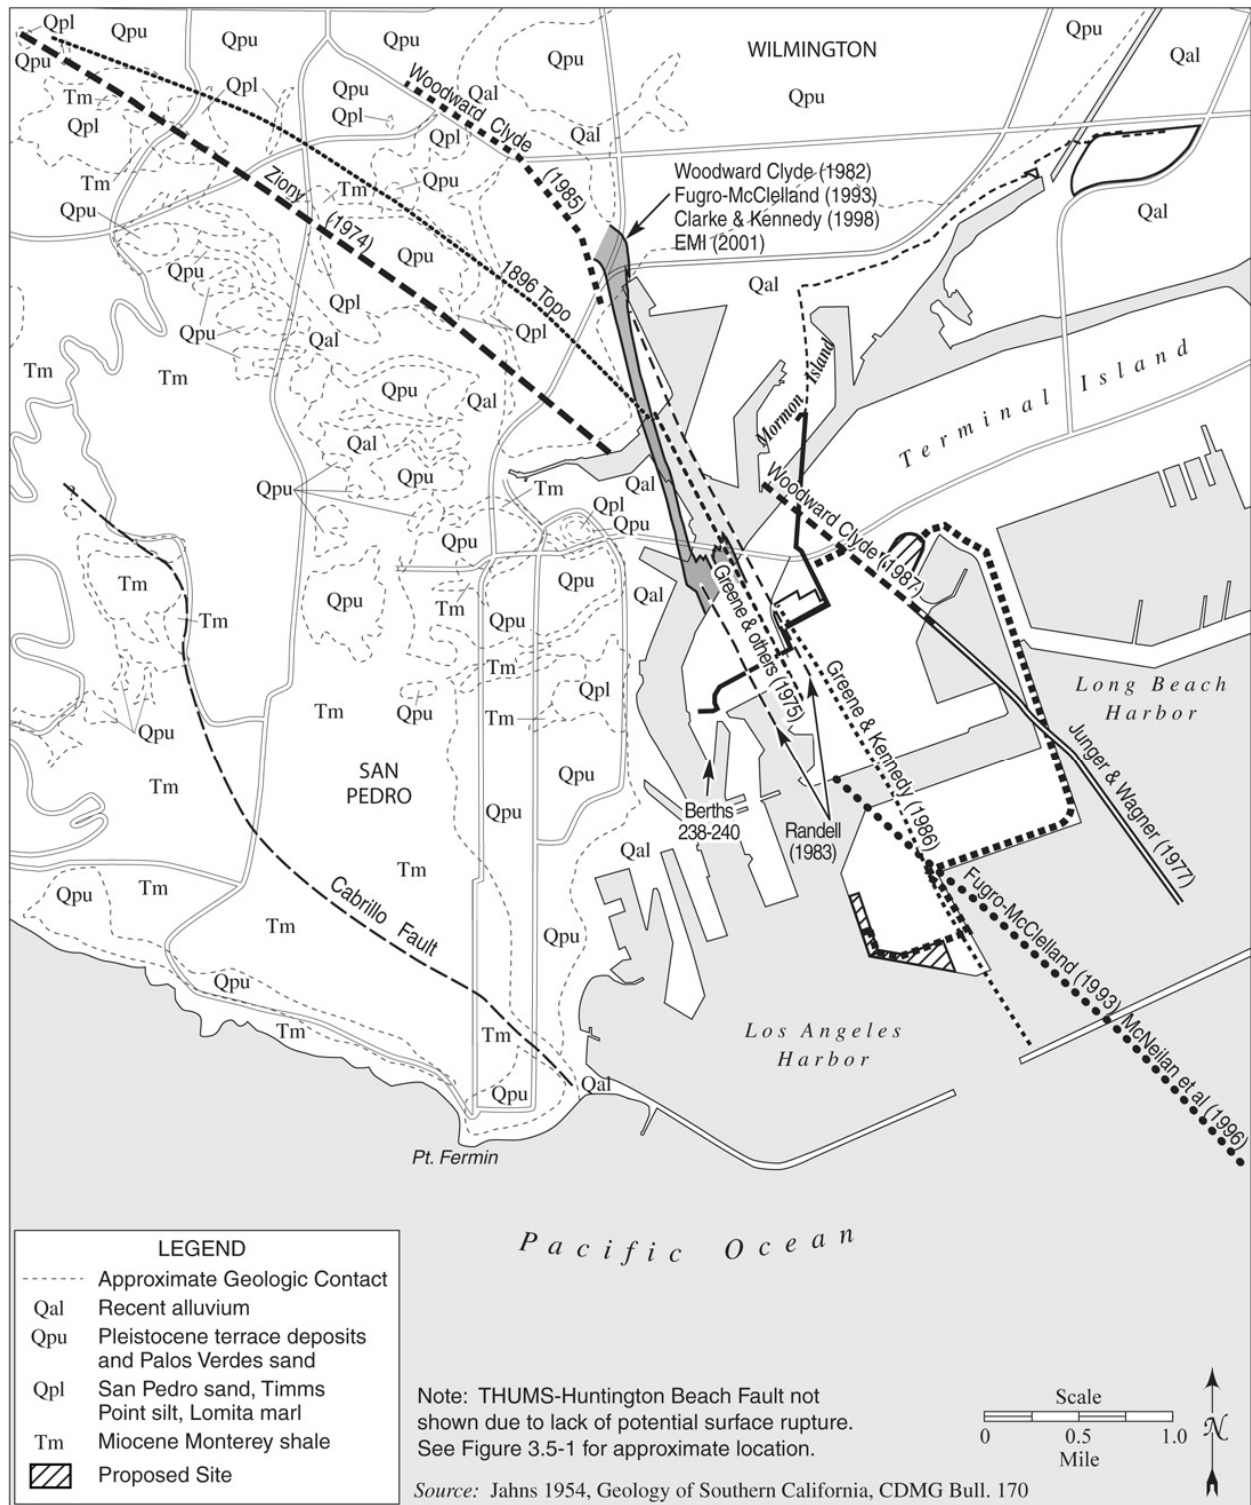 Qpl
Qpu
Qpu
Qpu
Qpu
WILMINGTON
Qpu
Qal
Qpu
Tm
Qpl
Qpl
Qpu
Qpl
Woodward Clyde (1985)
Qal
Qal
Qpl
Qpu
Tm
Qpu
Ziony (1974)
Tm
Qpu
Woodward Clyde (1982)
Fugro-McClelland (1993)
Clarke & Kennedy (1998)
EMI (2001)
Qal
Qpu
Qpu
Qpl
1896 Topo
Qpl
Qal
Qpu
Qal
Tm
Tm
Qpu
Qal
Mormon Island
Terminal Island
Qal
Qpu
Qpu
Tm
Qal
Qpl
Qpu
Woodward Clyde (1987)
Qpu
Tm
Qpu
Tm
Qpu
Tm
Qpu
Qal
Greene & others (1975)
Tm
Qpl
Qpu
Tm
Tm
Qpu
Greene & Kennedy (1986)
Long Beach
Harbor
Junger & Wagner (1977)
Tm
SAN
PEDRO
Qpu
Qpu
Berths
238-240
Randell
(1983)
Qal
Tm
Qpu
Tm
Cabrillo Fault
Tm
Qpu
Fugro-McClelland (1993) McNeilan et al (1996)
Qpu
Tm
Tm
Los Angeles
Harbor
Qpu
Qal
Pt. Fermin
Pacific Ocean
LEGEND
Approximate Geologic Contact
Qal Recent alluvium
Qpu Pleistocene terrace deposits
and Palos Verdes sand
Qpl San Pedro sand, Timms
Point silt, Lomita marl
Tm Miocene Monterey shale
Proposed Site
Note: THUMS-Huntington Beach Fault not
shown due to lack of potential surface rupture.
See Figure 3.5-1 for approximate location.
Source: Jahns 1954, Geology of Southern California, CDMG Bull. 170
Scale
0 0.5 1.0
Mile
N